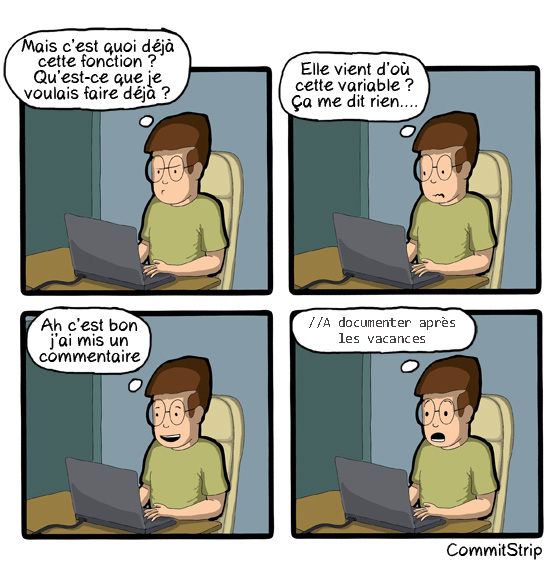 Mais c'est quoi déjà
cette fonction ?
Qu'est-ce que je
voulais faire déjà ?
Elle vient d'où
cette variable ?
Ça me dit rien....
Ah c'est bon
j'ai mis un
commentaire
//A documenter après
les vacances
CommitStrip